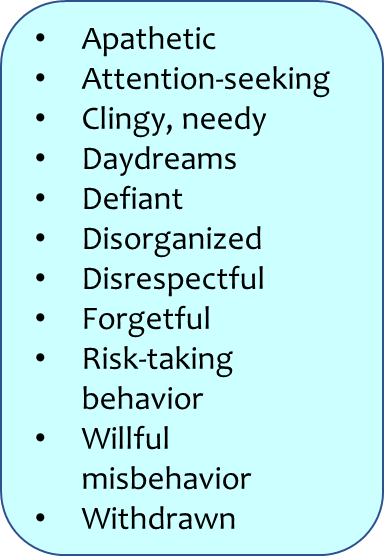 • Apathetic
• Attention-seeking
• Clingy, needy
• Daydreams
• Defiant
• Disorganized
• Disrespectful
• Forgetful
• Risk-taking
behavior
• Willful
misbehavior
• Withdrawn